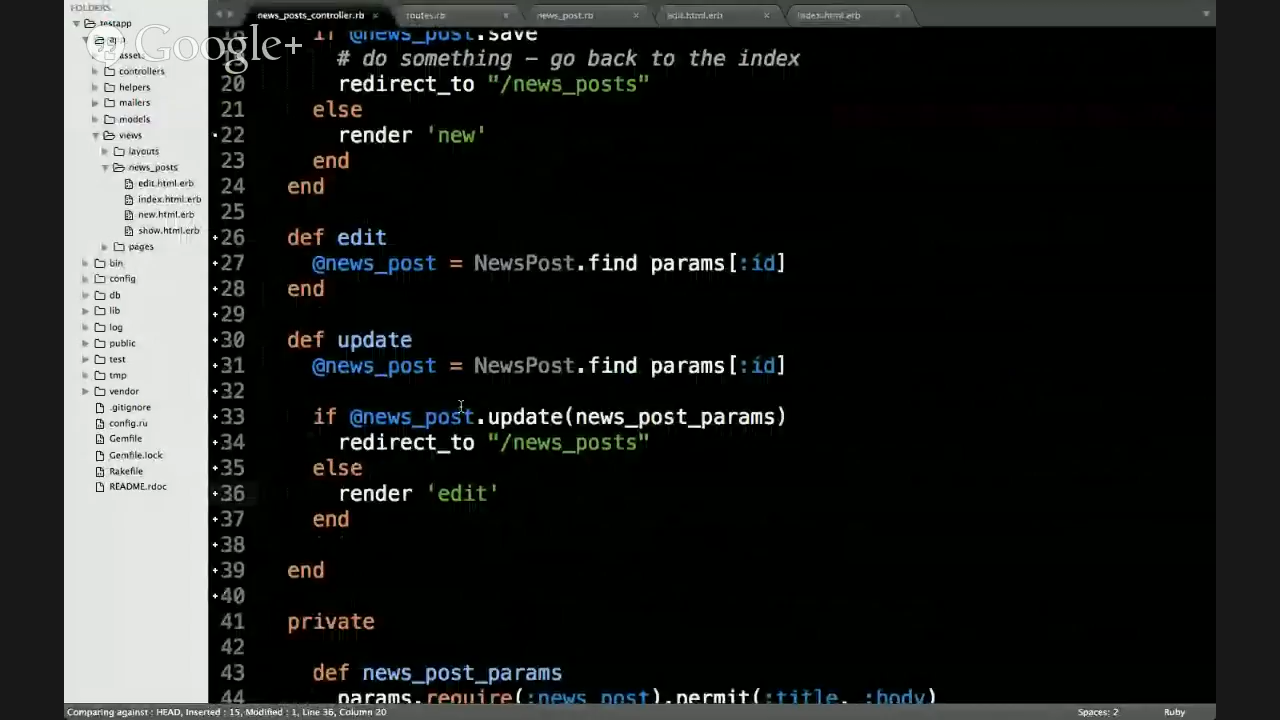 FOLDERS
testapp
app
assets
controllers
helpers
mailers
models
views
layouts
news_posts
edit.html.erb
index.html.erb
new.html.erb
show.html.erb
pages
bin
config
db
lib
log
public
test
tmp
vendor
.gitignore
config.ru
Gemfile
Gemfile.lock
Rakefile
README.rdoc
Google+
news_posts_controller.rb × routes.rb × news_post.rb × edit.html.erb × index.html.erb ×
if @news_post.save
# do something – go back to the index
20 redirect_to "/news_posts"
21 else
22 render 'new'
23 end
24 end
25
26 def edit
27 @news_post = NewsPost.find params[:id]
28 end
29
30 def update
31 @news_post = NewsPost.find params[:id]
32
33 if @news_post.update(news_post_params)
34 redirect_to "/news_posts"
35 else
36 render 'edit'
37 end
38
39 end
40
41 private
42
43 def news_post_params
44 params.require(:news_post).permit(:title, :body)
Comparing against : HEAD, Inserted : 15, Modified : 1, Line 36, Column 20 Spaces: 2 Ruby